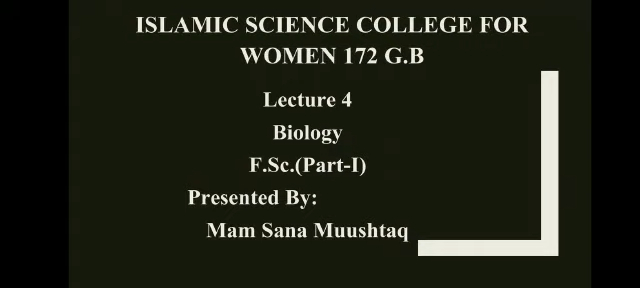 ISLAMIC SCIENCE COLLEGE FOR
WOMEN 172 G.B
Lecture 4
Biology
F.Sc.(Part-I)
Presented By:
Mam Sana Muushtaq